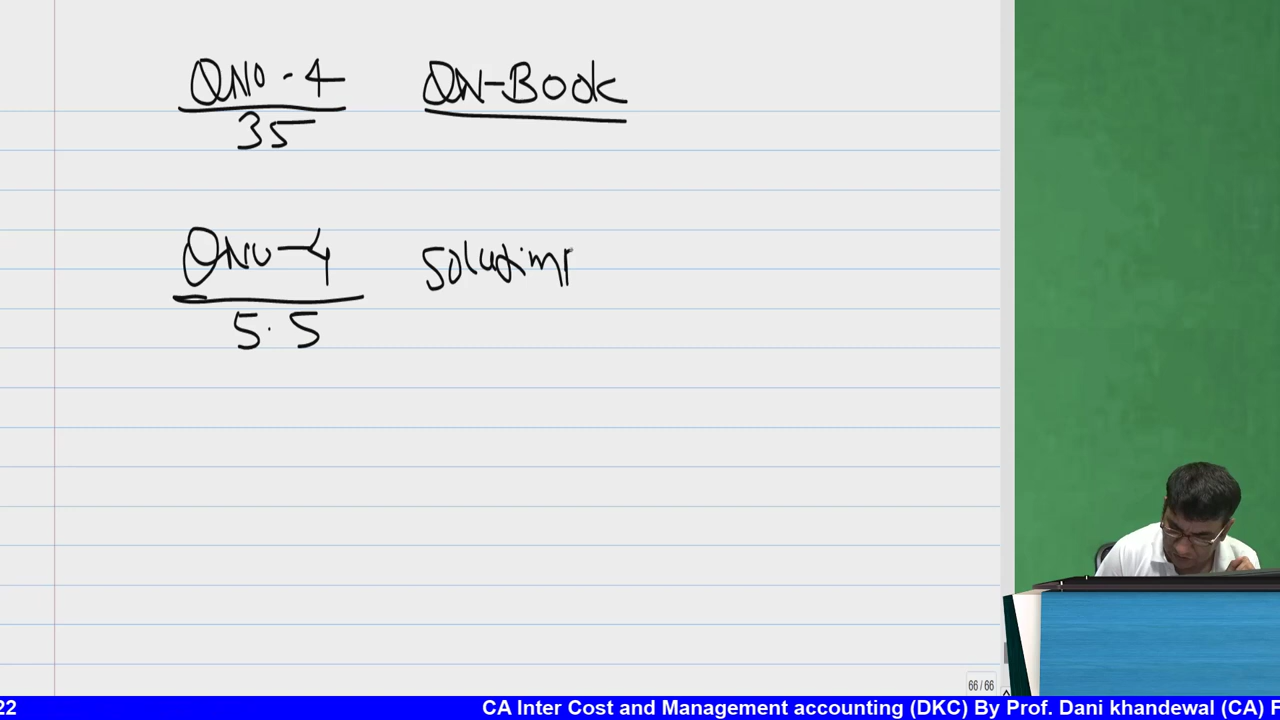 QNO - 4 QN-BOOK
35
QNO - 4 Solution
5.5
66 / 66
22 CA Inter Cost and Management accounting (DKC) By Prof. Dani khandewal (CA) F